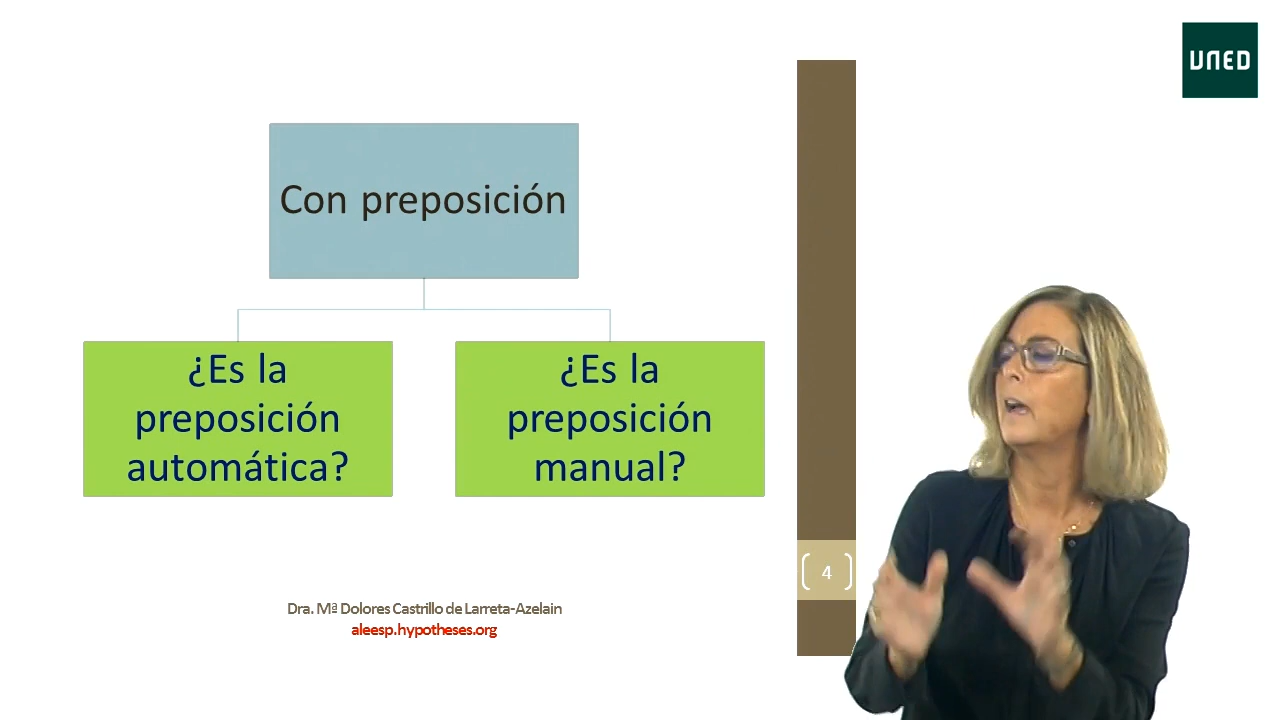 UNED
Con preposición
¿Es la
preposición
automática?
¿Es la
preposición
manual?
4
Dra. Mª Dolores Castrillo de Larreta-Azelain
aleesp.hypotheses.org